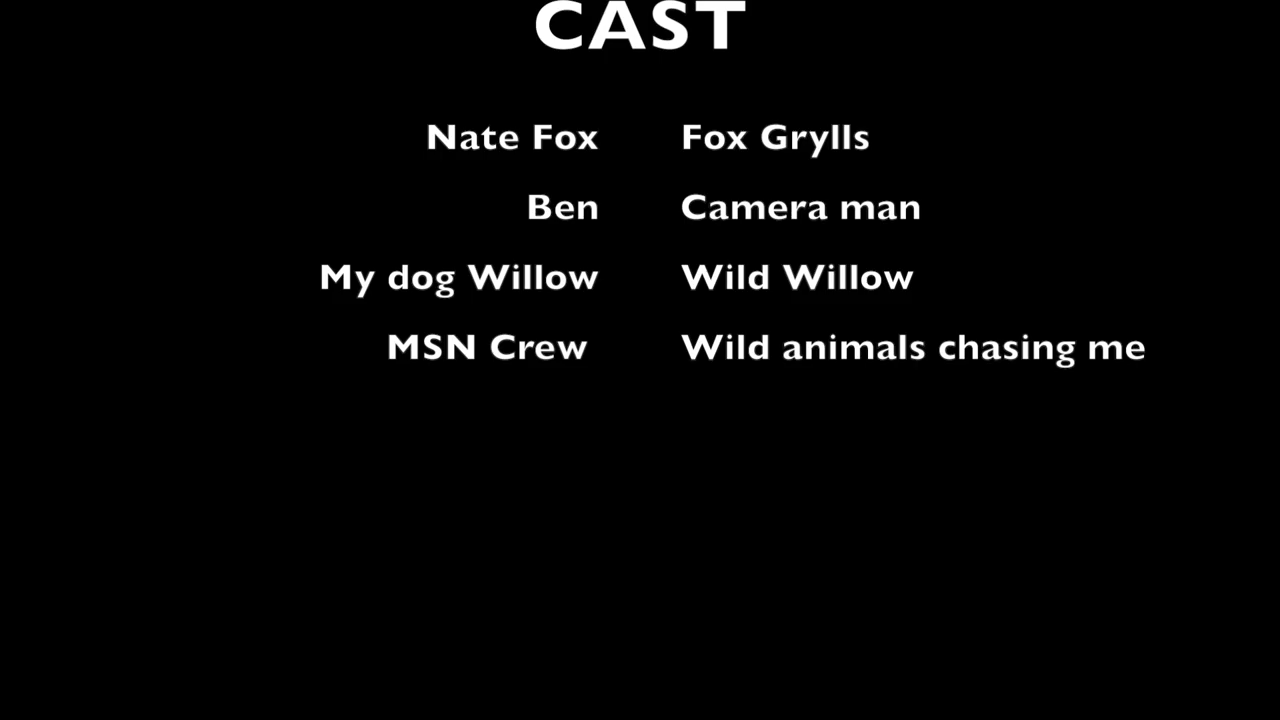 CAST
Nate Fox Fox Grylls
Ben Camera man
My dog Willow Wild Willow
MSN Crew Wild animals chasing me